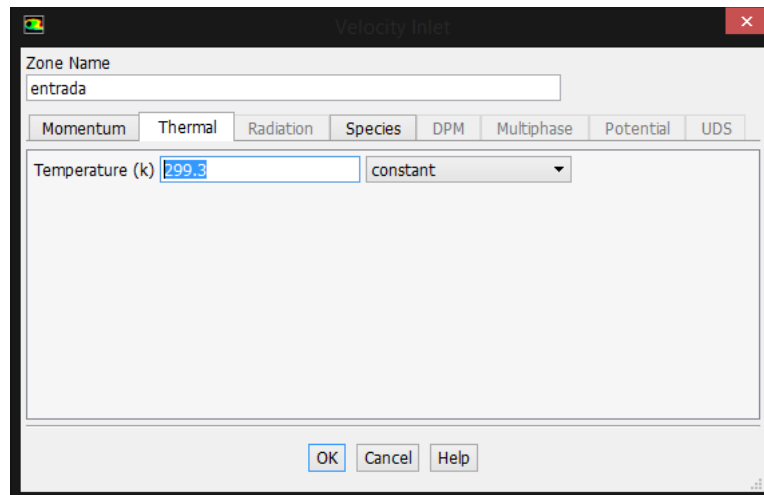 Velocity Inlet
Zone Name
entrada
Momentum Thermal Radiation Species DPM Multiphase Potential UDS
Temperature (k) 299.3 constant
OK Cancel Help